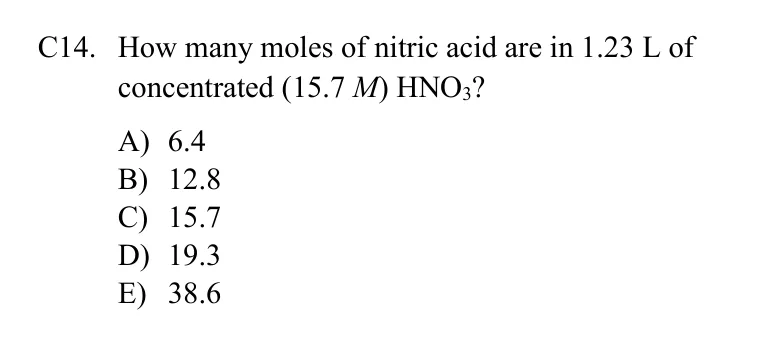 C14. How many moles of nitric acid are in 1.23 L of
concentrated (15.7 M) HNO₃?
A) 6.4
B) 12.8
C) 15.7
D) 19.3
E) 38.6